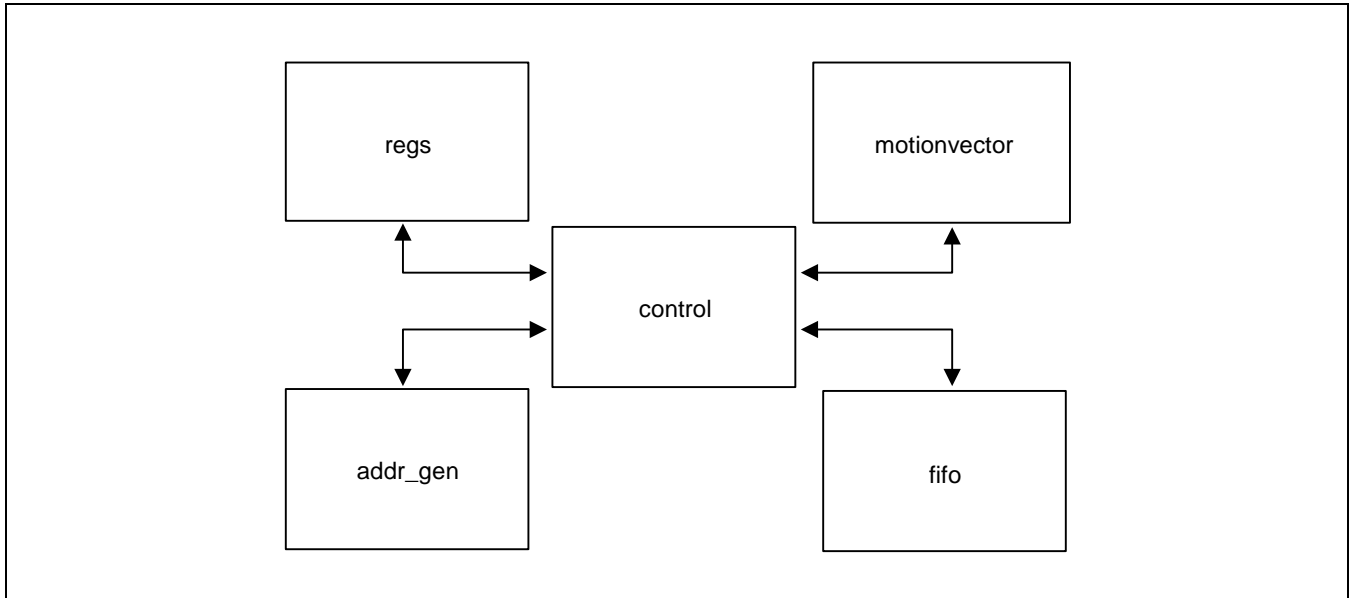 regs
motionvector
control
addr_gen
fifo